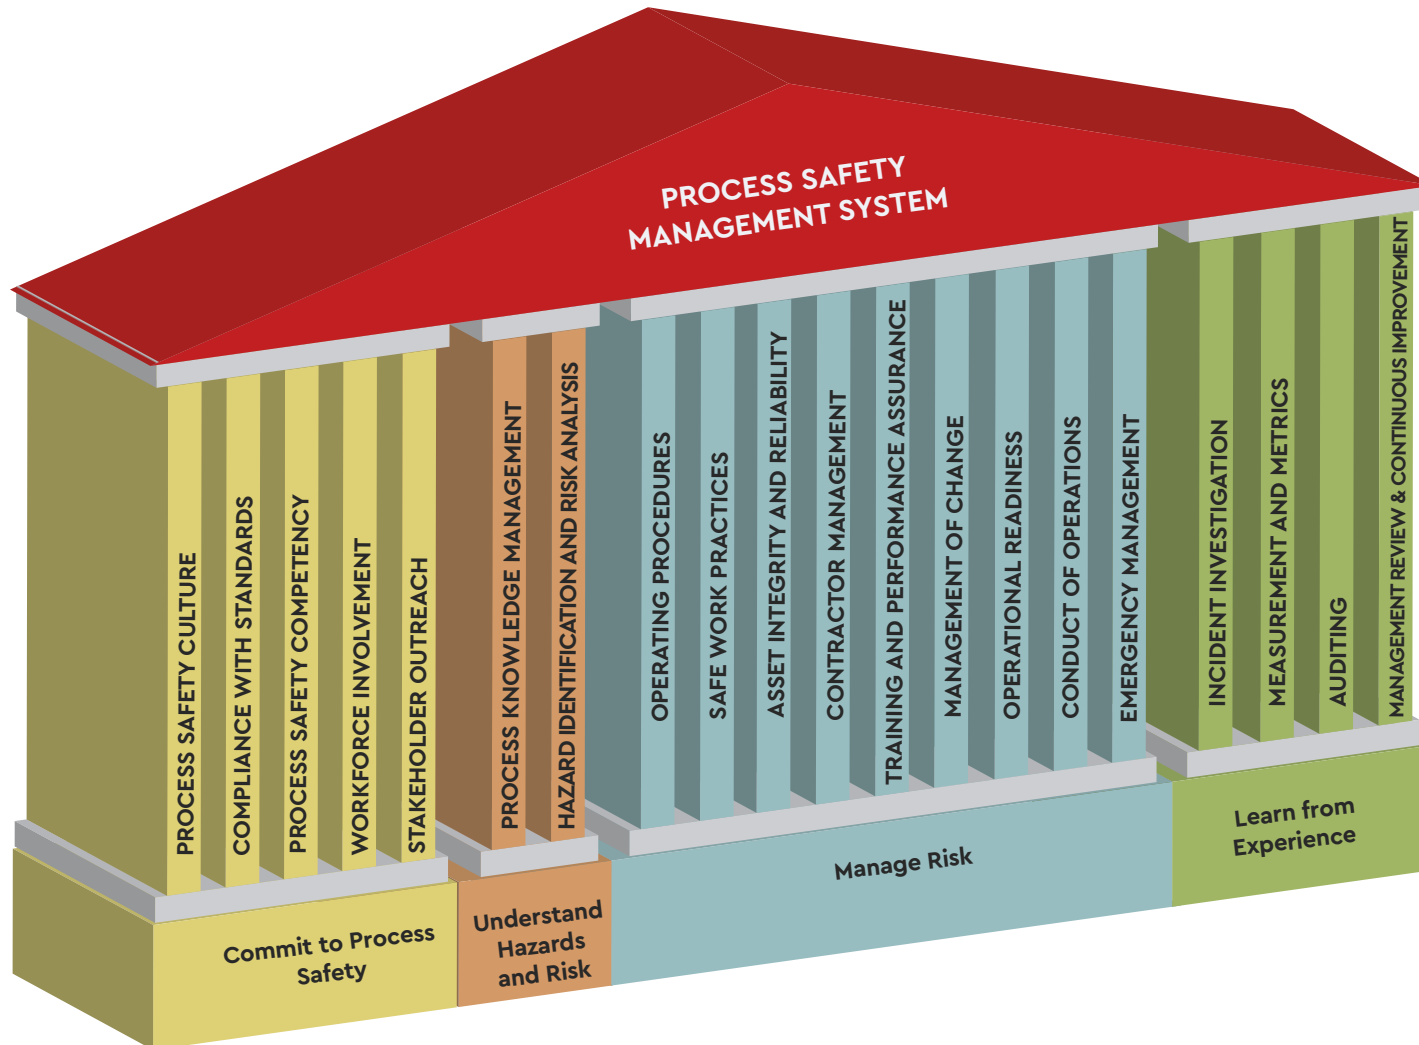 PROCESS SAFETY
MANAGEMENT SYSTEM
PROCESS SAFETY CULTURE
COMPLIANCE WITH STANDARDS
PROCESS SAFETY COMPETENCY
WORKFORCE INVOLVEMENT
STAKEHOLDER OUTREACH
PROCESS KNOWLEDGE MANAGEMENT
HAZARD IDENTIFICATION AND RISK ANALYSIS
OPERATING PROCEDURES
SAFE WORK PRACTICES
ASSET INTEGRITY AND RELIABILITY
CONTRACTOR MANAGEMENT
TRAINING AND PERFORMANCE ASSURANCE
MANAGEMENT OF CHANGE
OPERATIONAL READINESS
CONDUCT OF OPERATIONS
EMERGENCY MANAGEMENT
INCIDENT INVESTIGATION
MEASUREMENT AND METRICS
AUDITING
MANAGEMENT REVIEW & CONTINUOUS IMPROVEMENT
Commit to Process
Safety
Understand
Hazards
and Risk
Manage Risk
Learn from
Experience